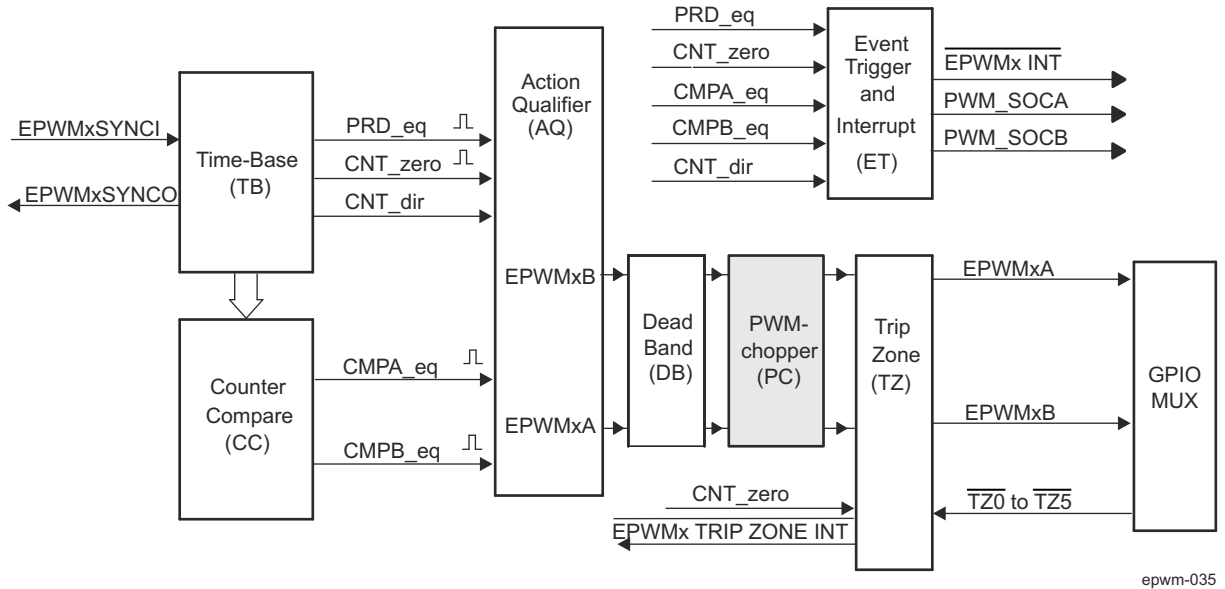 EPWMxSYNCI
EPWMxSYNCO
Time-Base
(TB)
PRD_eq
CNT_zero
CNT_dir
Counter
Compare
(CC)
CMPA_eq
CMPB_eq
Action
Qualifier
(AQ)
EPWMxB
EPWMxA
PRD_eq
CNT_zero
CMPA_eq
CMPB_eq
CNT_dir
Event
Trigger
and
Interrupt
(ET)
EPWMx INT
PWM_SOCA
PWM_SOCB
Dead
Band
(DB)
PWM-
chopper
(PC)
Trip
Zone
(TZ)
EPWMxA
EPWMxB
TZ0 to TZ5
CNT_zero
EPWMx TRIP ZONE INT
GPIO
MUX
epwm-035